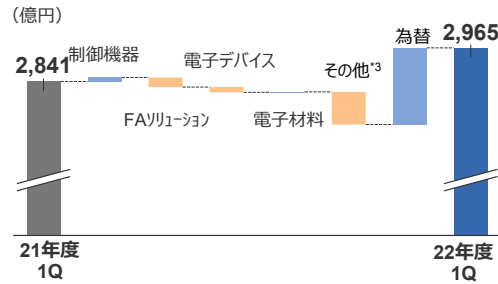 （億円）
2,841
制御機器
FAソリューション
電子デバイス
電子材料
その他*3
為替
2,965
21年度
1Q
22年度
1Q